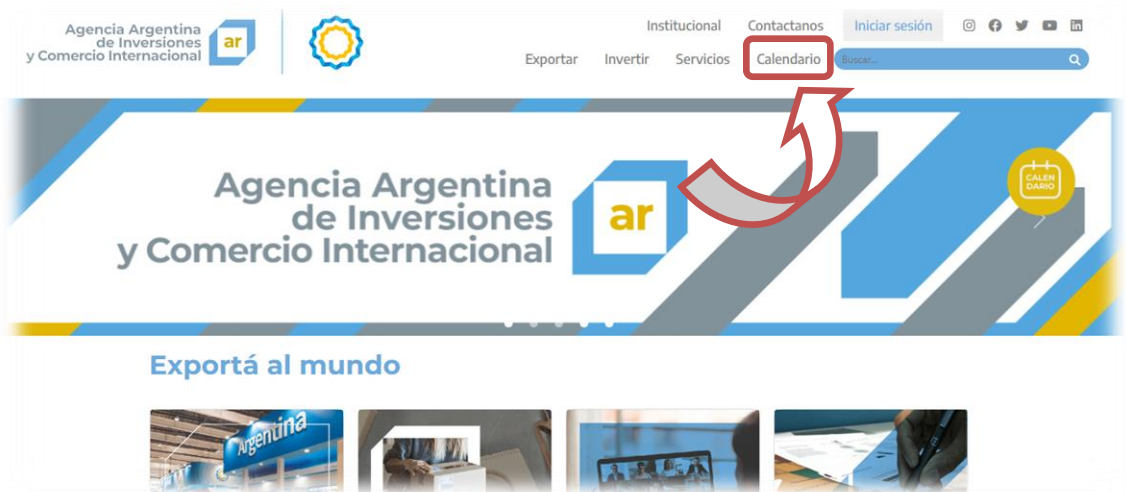 Agencia Argentina
de Inversiones
y Comercio Internacional
ar
Institucional Contactanos Iniciar sesión
Exportar Invertir Servicios Calendario Buscar...
Agencia Argentina
de Inversiones
y Comercio Internacional
ar
CALEN
DARIO
Exportá al mundo
Argentina